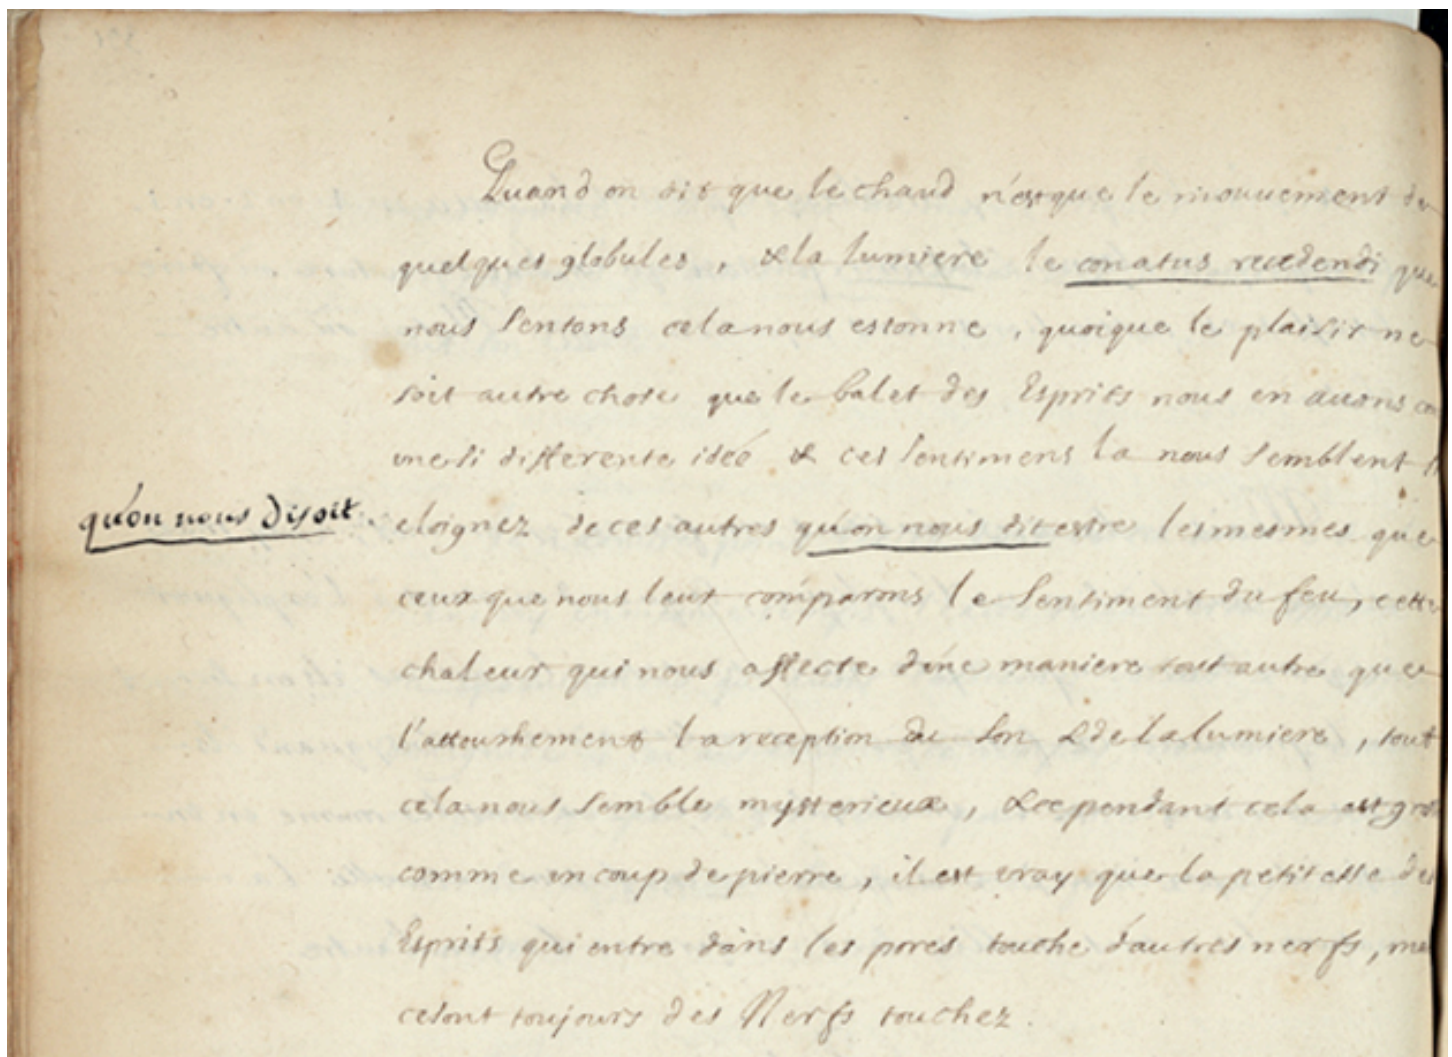 Quand on dit que le chaud n'est que le mouuement de
quelques globules, & la lumiere le conatus recedendi que
nous sentons cela nous estonne, quoique le plaisir ne
soit autre chose que le balet des Esprits nous en auons
vne si differente idée & ces sentimens la nous semblent
qu'on nous disoit.
eloignez de ces autres qu'on nous dit estre les mesmes que
ceux que nous leur comparons le sentiment du feu, cette
chaleur qui nous affecte d'vne maniere tout autre que
l'attouchement la reception du son & de la lumiere, tout
cela nous semble mysterieux, & cependant cela est
comme vn coup de pierre, il est vray que la petitesse des
Esprits qui entre dans les pores touche d'autres nerfs,
ce sont toujours des Nerfs touchez.